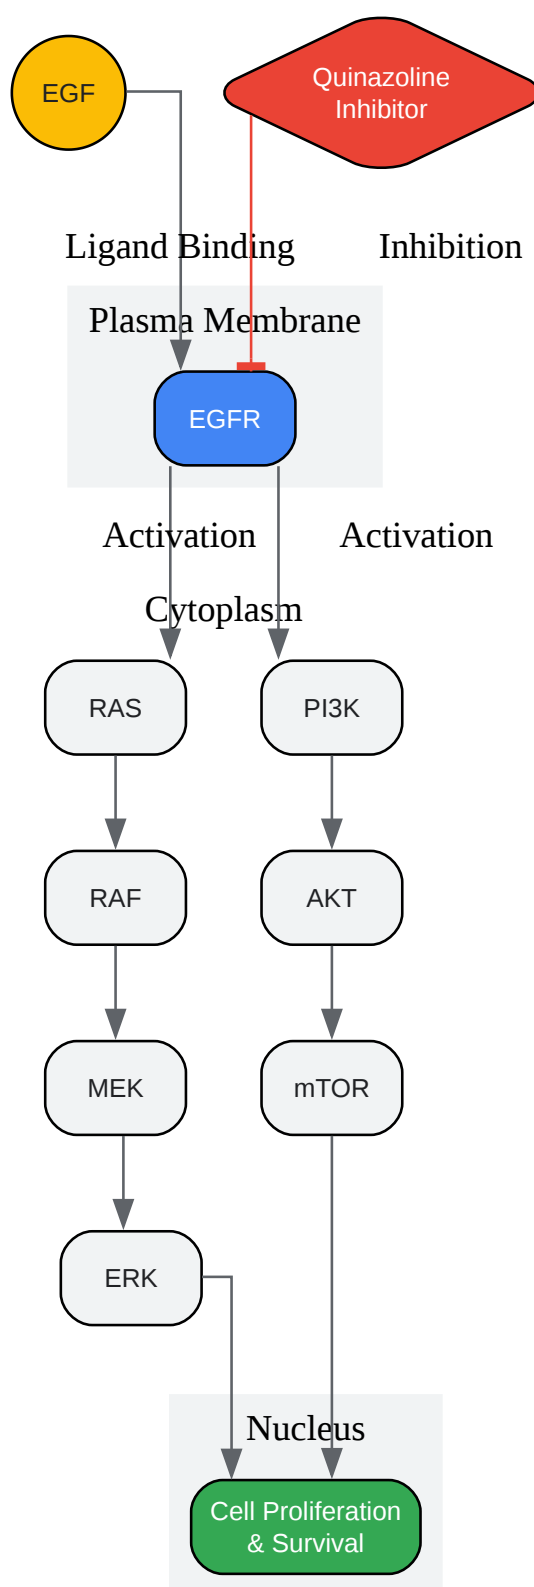 EGF
Quinazoline
Inhibitor
Ligand Binding
Inhibition
Plasma Membrane
EGFR
Activation
Activation
Cytoplasm
RAS
PI3K
RAF
AKT
MEK
mTOR
ERK
Nucleus
Cell Proliferation
& Survival